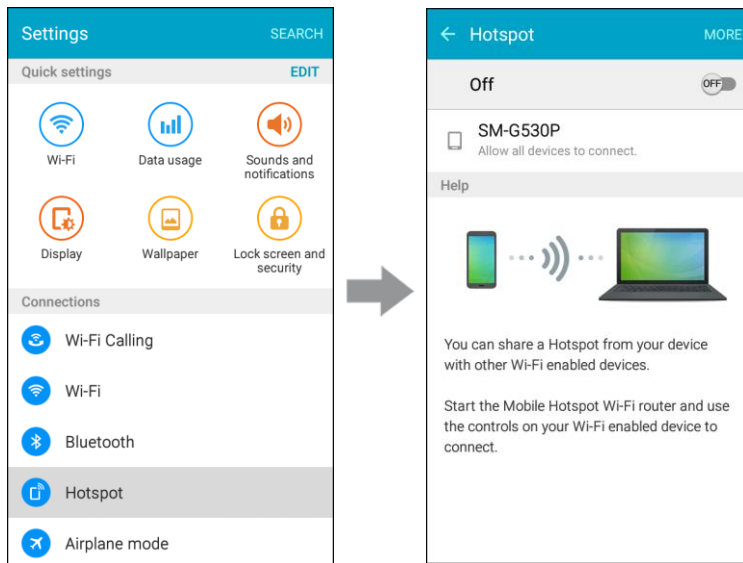 Settings
SEARCH
Quick settings
EDIT
Wi-Fi
Data usage
Sounds and
notifications
Display
Wallpaper
Lock screen and
security
Connections
Wi-Fi Calling
Wi-Fi
Bluetooth
Hotspot
Airplane mode
Hotspot
MORE
Off
OFF
SM-G530P
Allow all devices to connect.
Help
You can share a Hotspot from your device
with other Wi-Fi enabled devices.
Start the Mobile Hotspot Wi-Fi router and use
the controls on your Wi-Fi enabled device to
connect.